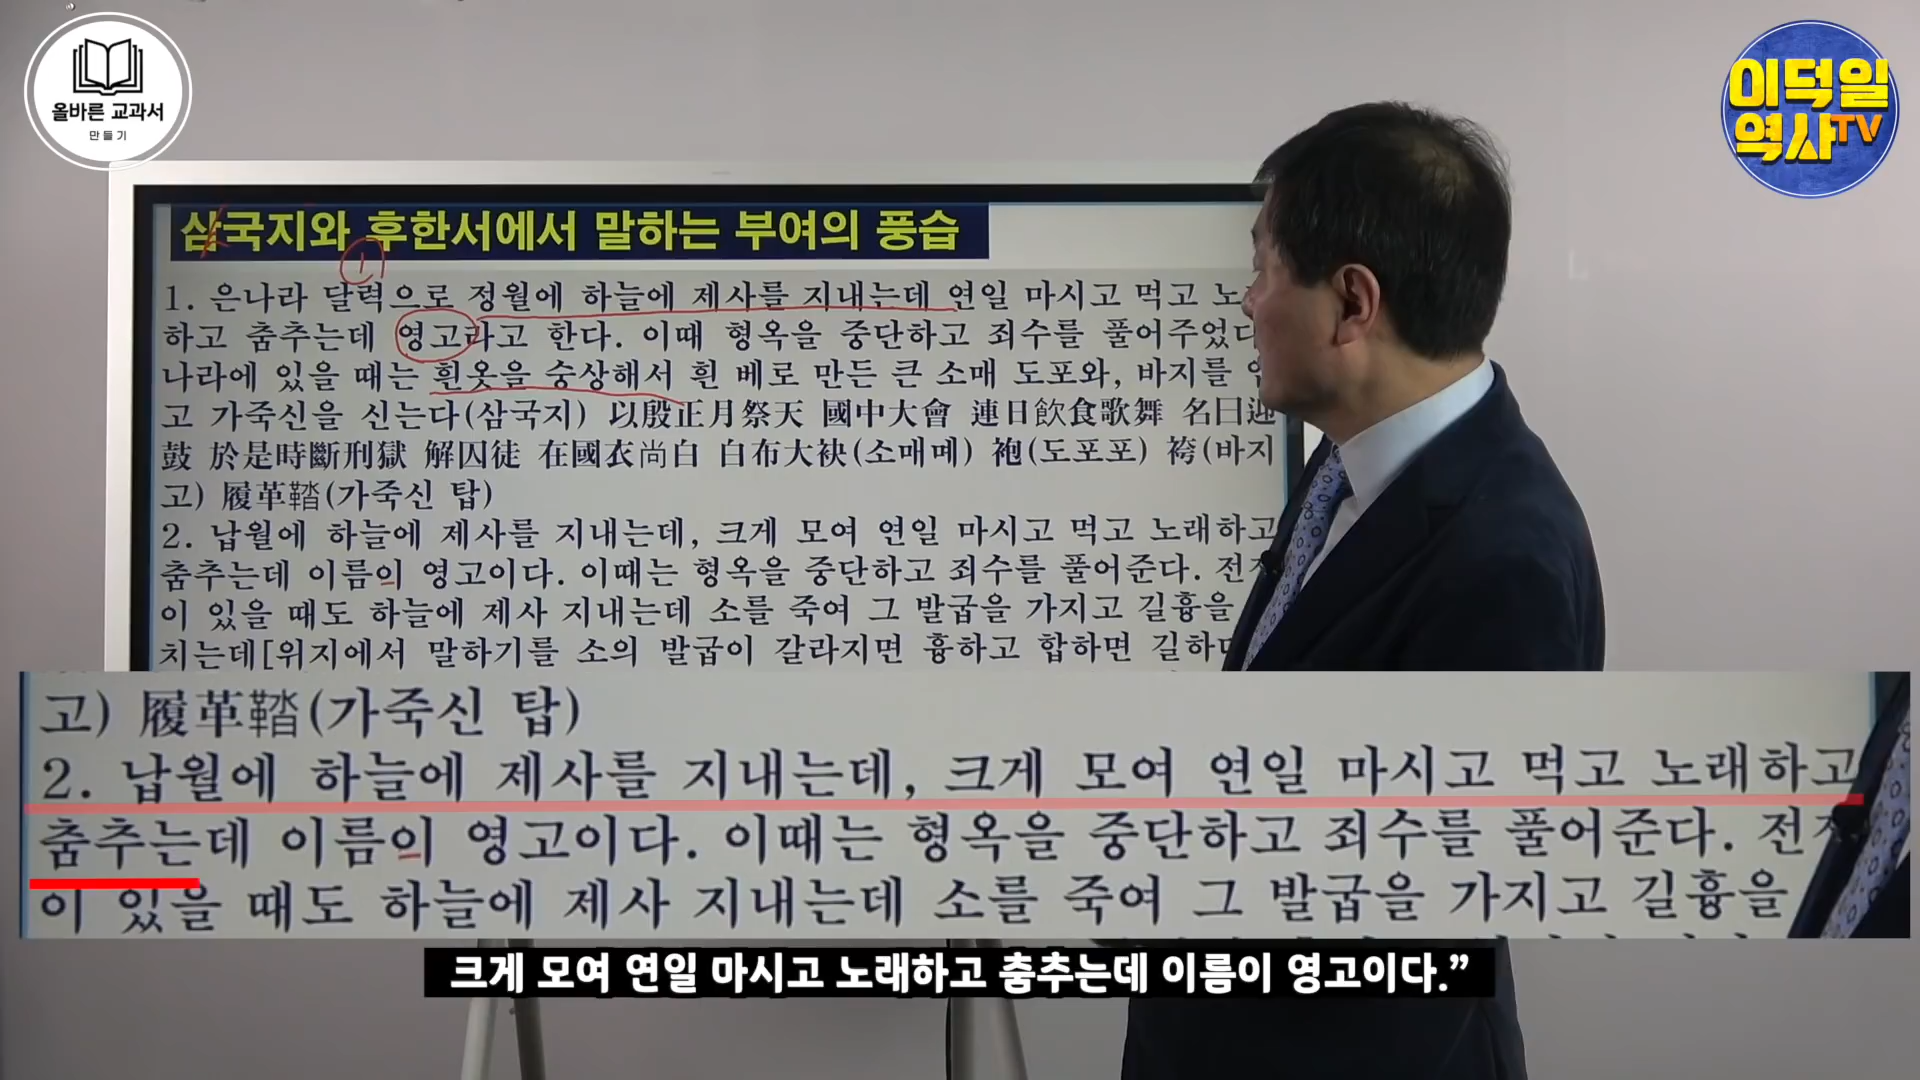 올바른 교과서
만들기
이덕일
역사TV
삼국지와 후한서에서 말하는 부여의 풍습
1
1. 은나라 달력으로 정월에 하늘에 제사를 지내는데 연일 마시고 먹고
하고 춤추는데 영고라고 한다. 이때 형옥을 중단하고 죄수를 풀어주었다
나라에 있을 때는 흰옷을 숭상해서 흰 베로 만든 큰 소매 도포와, 바지를
고 가죽신을 신는다(삼국지) 以殷正月祭天 國中大會 連日飮食歌舞 名曰迎
鼓 於是時斷刑獄 解囚徒 在國衣尙白 白布大袂(소매메) 袍(도포포) 袴(바지
고) 履革鞜(가죽신 탑)
2. 납월에 하늘에 제사를 지내는데, 크게 모여 연일 마시고 먹고 노래하고
춤추는데 이름이 영고이다. 이때는 형옥을 중단하고 죄수를 풀어준다.
이 있을 때도 하늘에 제사 지내는데 소를 죽여 그 발굽을 가지고 길흉을
치는데[위지에서 말하기를 소의 발굽이 갈라지면 흉하고 합하면 길하다
고) 履革鞜(가죽신 탑)
2. 납월에 하늘에 제사를 지내는데, 크게 모여 연일 마시고 먹고 노래하고
춤추는데 이름이 영고이다. 이때는 형옥을 중단하고 죄수를 풀어준다.
이 있을 때도 하늘에 제사 지내는데 소를 죽여 그 발굽을 가지고 길흉을
크게 모여 연일 마시고 노래하고 춤추는데 이름이 영고이다.”